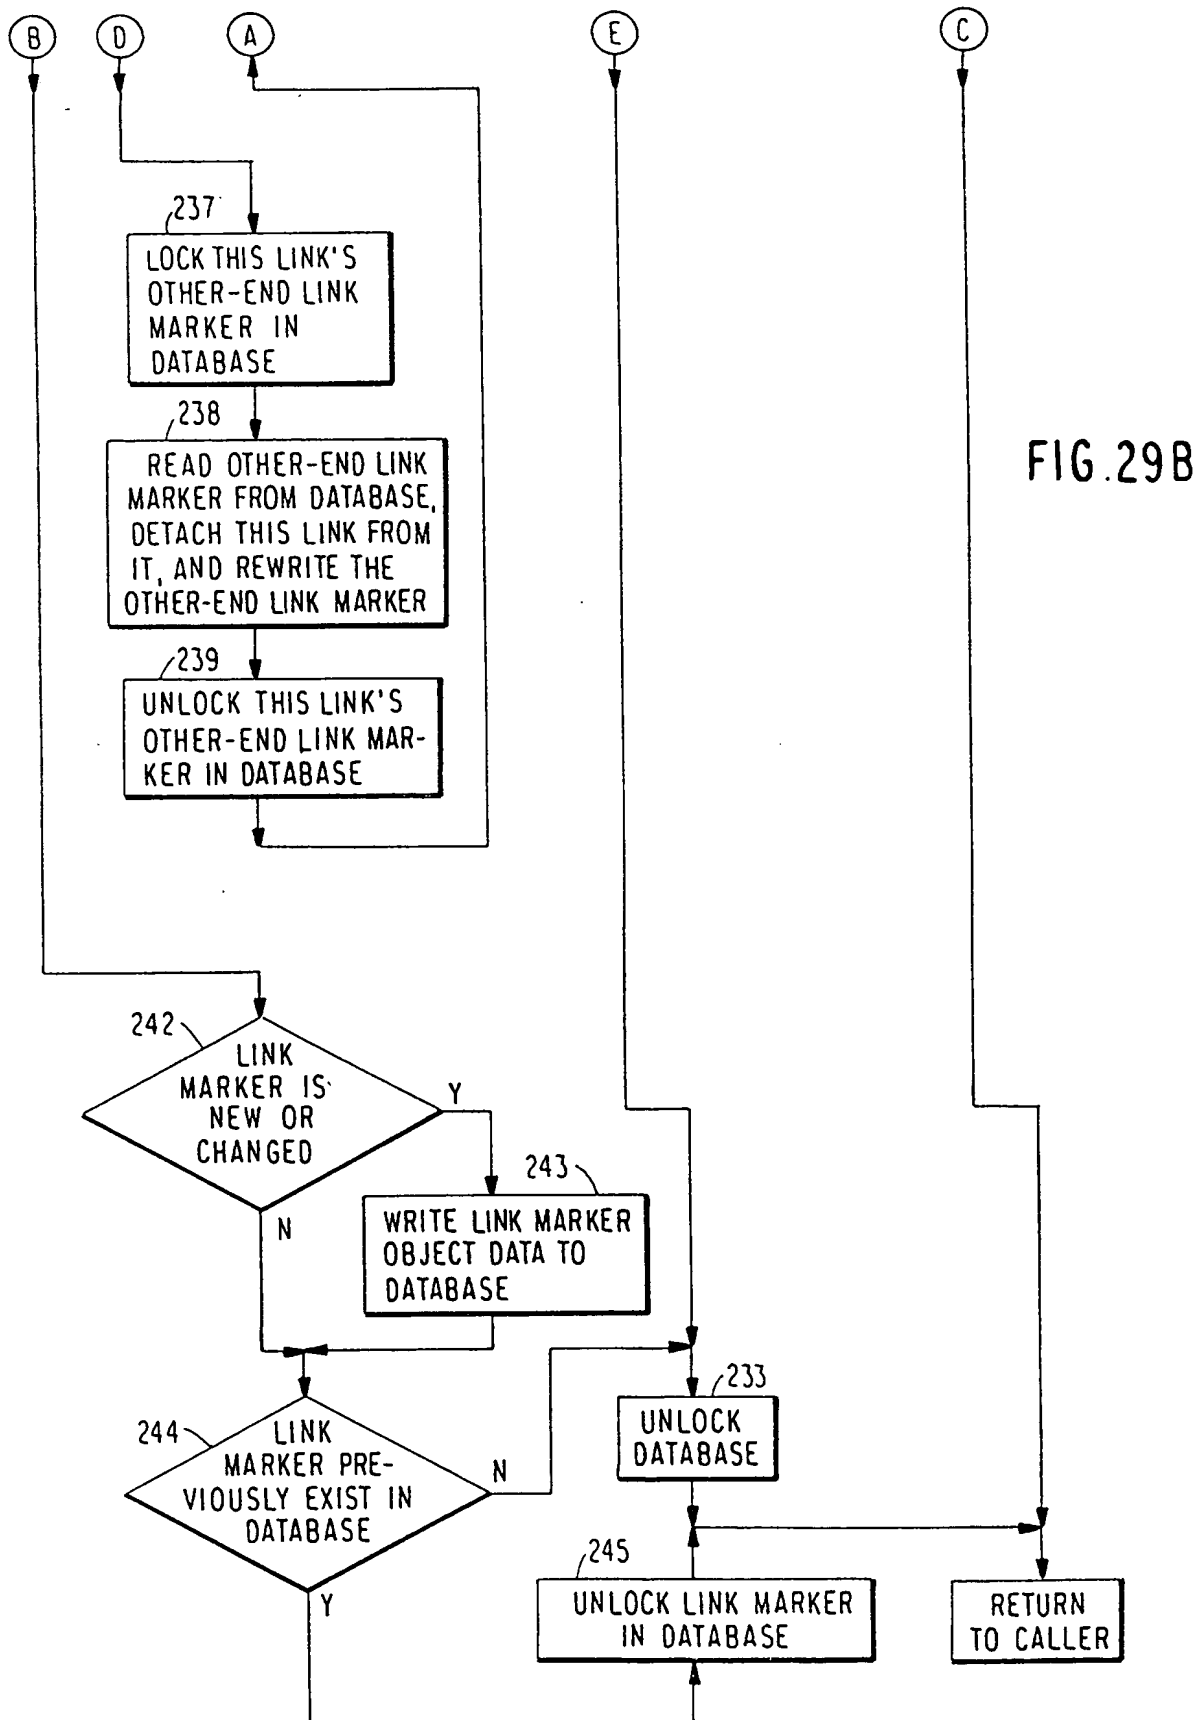 B
D
A
E
C
237
LOCK THIS LINK'S
OTHER-END LINK
MARKER IN
DATABASE
238
READ OTHER-END LINK
MARKER FROM DATABASE,
DETACH THIS LINK FROM
IT, AND REWRITE THE
OTHER-END LINK MARKER
FIG.29B
239
UNLOCK THIS LINK'S
OTHER-END LINK MAR-
KER IN DATABASE
242
LINK
MARKER IS
NEW OR
CHANGED
Y
N
243
WRITE LINK MARKER
OBJECT DATA TO
DATABASE
244
LINK
MARKER PRE-
VIOUSLY EXIST IN
DATABASE
N
Y
233
UNLOCK
DATABASE
245
UNLOCK LINK MARKER
IN DATABASE
RETURN
TO CALLER